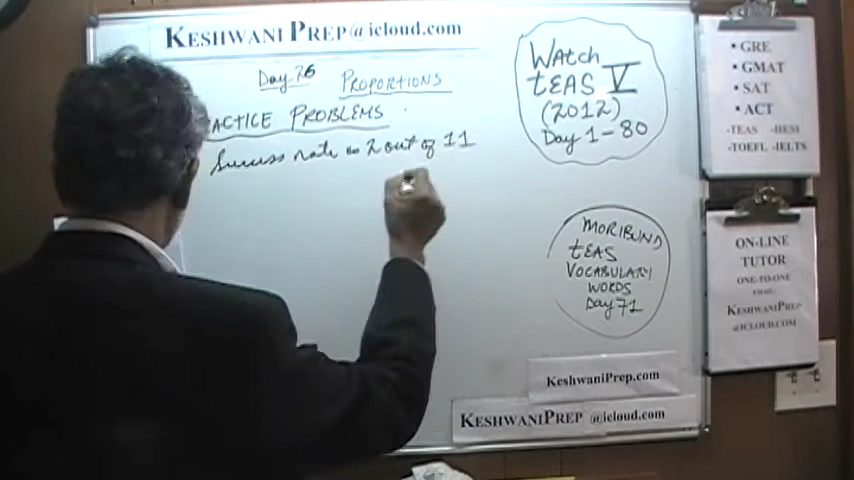 KESHWANI PREP@icloud.com
Day 76 PROPORTIONS
ACTICE PROBLEMS
Success rate 2 out of 11
WAtch
tEAS V
(2012)
Day 1-80
MORIBUND
tEAS
VOCABULARY
WORDS
Day 71
KeshwaniPrep.com
KESHWANIPREP @icloud.com
• GRE
• GMAT
• SAT
• ACT
-TEAS -HESI
-TOEFL -IELTS
ON-LINE
TUTOR
ONE-TO-ONE
KESHWANIPREP
@ICLOUD.COM